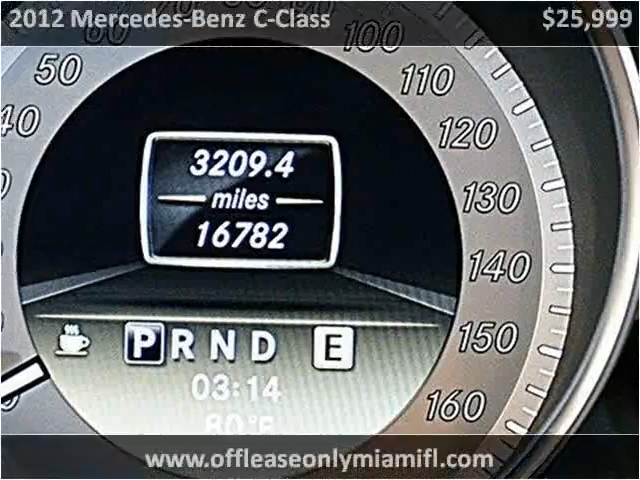 2012 Mercedes-Benz C-Class $25,999
100
50 110
40 120
3209.4
miles 130
16782
140
P R N D E 150
03:14
160
80°F
www.offleaseonlymiamifl.com